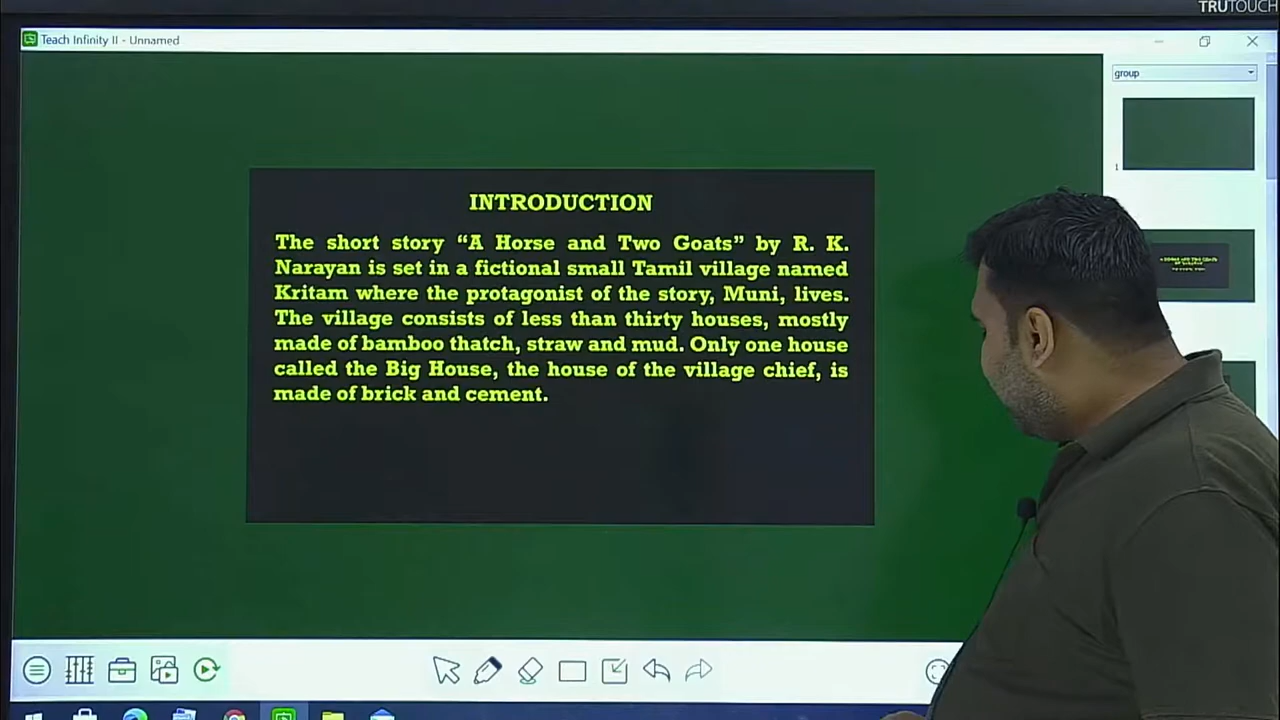 TRUTOUCH
Teach Infinity II - Unnamed
group
1
INTRODUCTION
The short story “A Horse and Two Goats” by R. K.
Narayan is set in a fictional small Tamil village named
Kritam where the protagonist of the story, Muni, lives.
The village consists of less than thirty houses, mostly
made of bamboo thatch, straw and mud. Only one house
called the Big House, the house of the village chief, is
made of brick and cement.